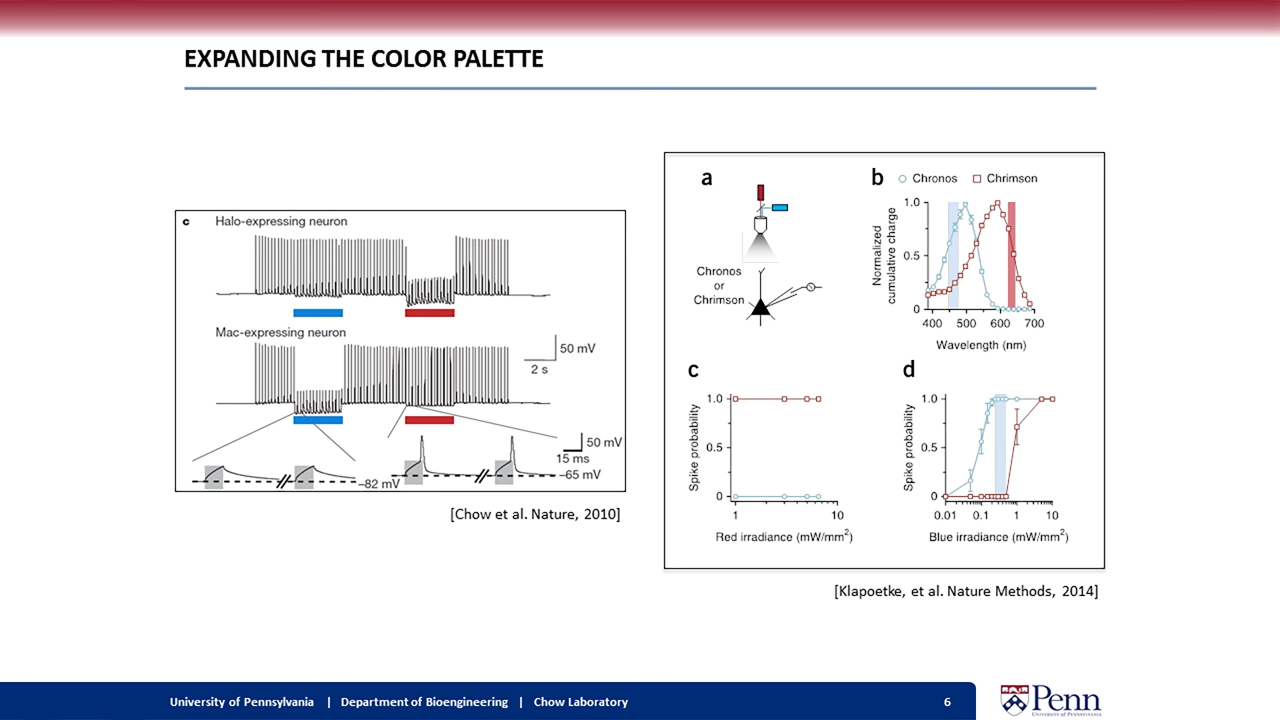 EXPANDING THE COLOR PALETTE
c
Halo-expressing neuron
Mac-expressing neuron
50 mV
2 s
50 mV
15 ms
–65 mV
–82 mV
[Chow et al. Nature, 2010]
a
Chronos
or
Chrimson
b
Chronos
Chrimson
Normalized
cumulative charge
1.0
0.5
0
400
500
600
700
Wavelength (nm)
c
Spike probability
1.0
0.5
0
1
10
Red irradiance (mW/mm²)
d
Spike probability
1.0
0.5
0
0.01
0.1
1
10
Blue irradiance (mW/mm²)
[Klapoetke, et al. Nature Methods, 2014]
University of Pennsylvania | Department of Bioengineering | Chow Laboratory
6
Penn
UNIVERSITY OF PENNSYLVANIA